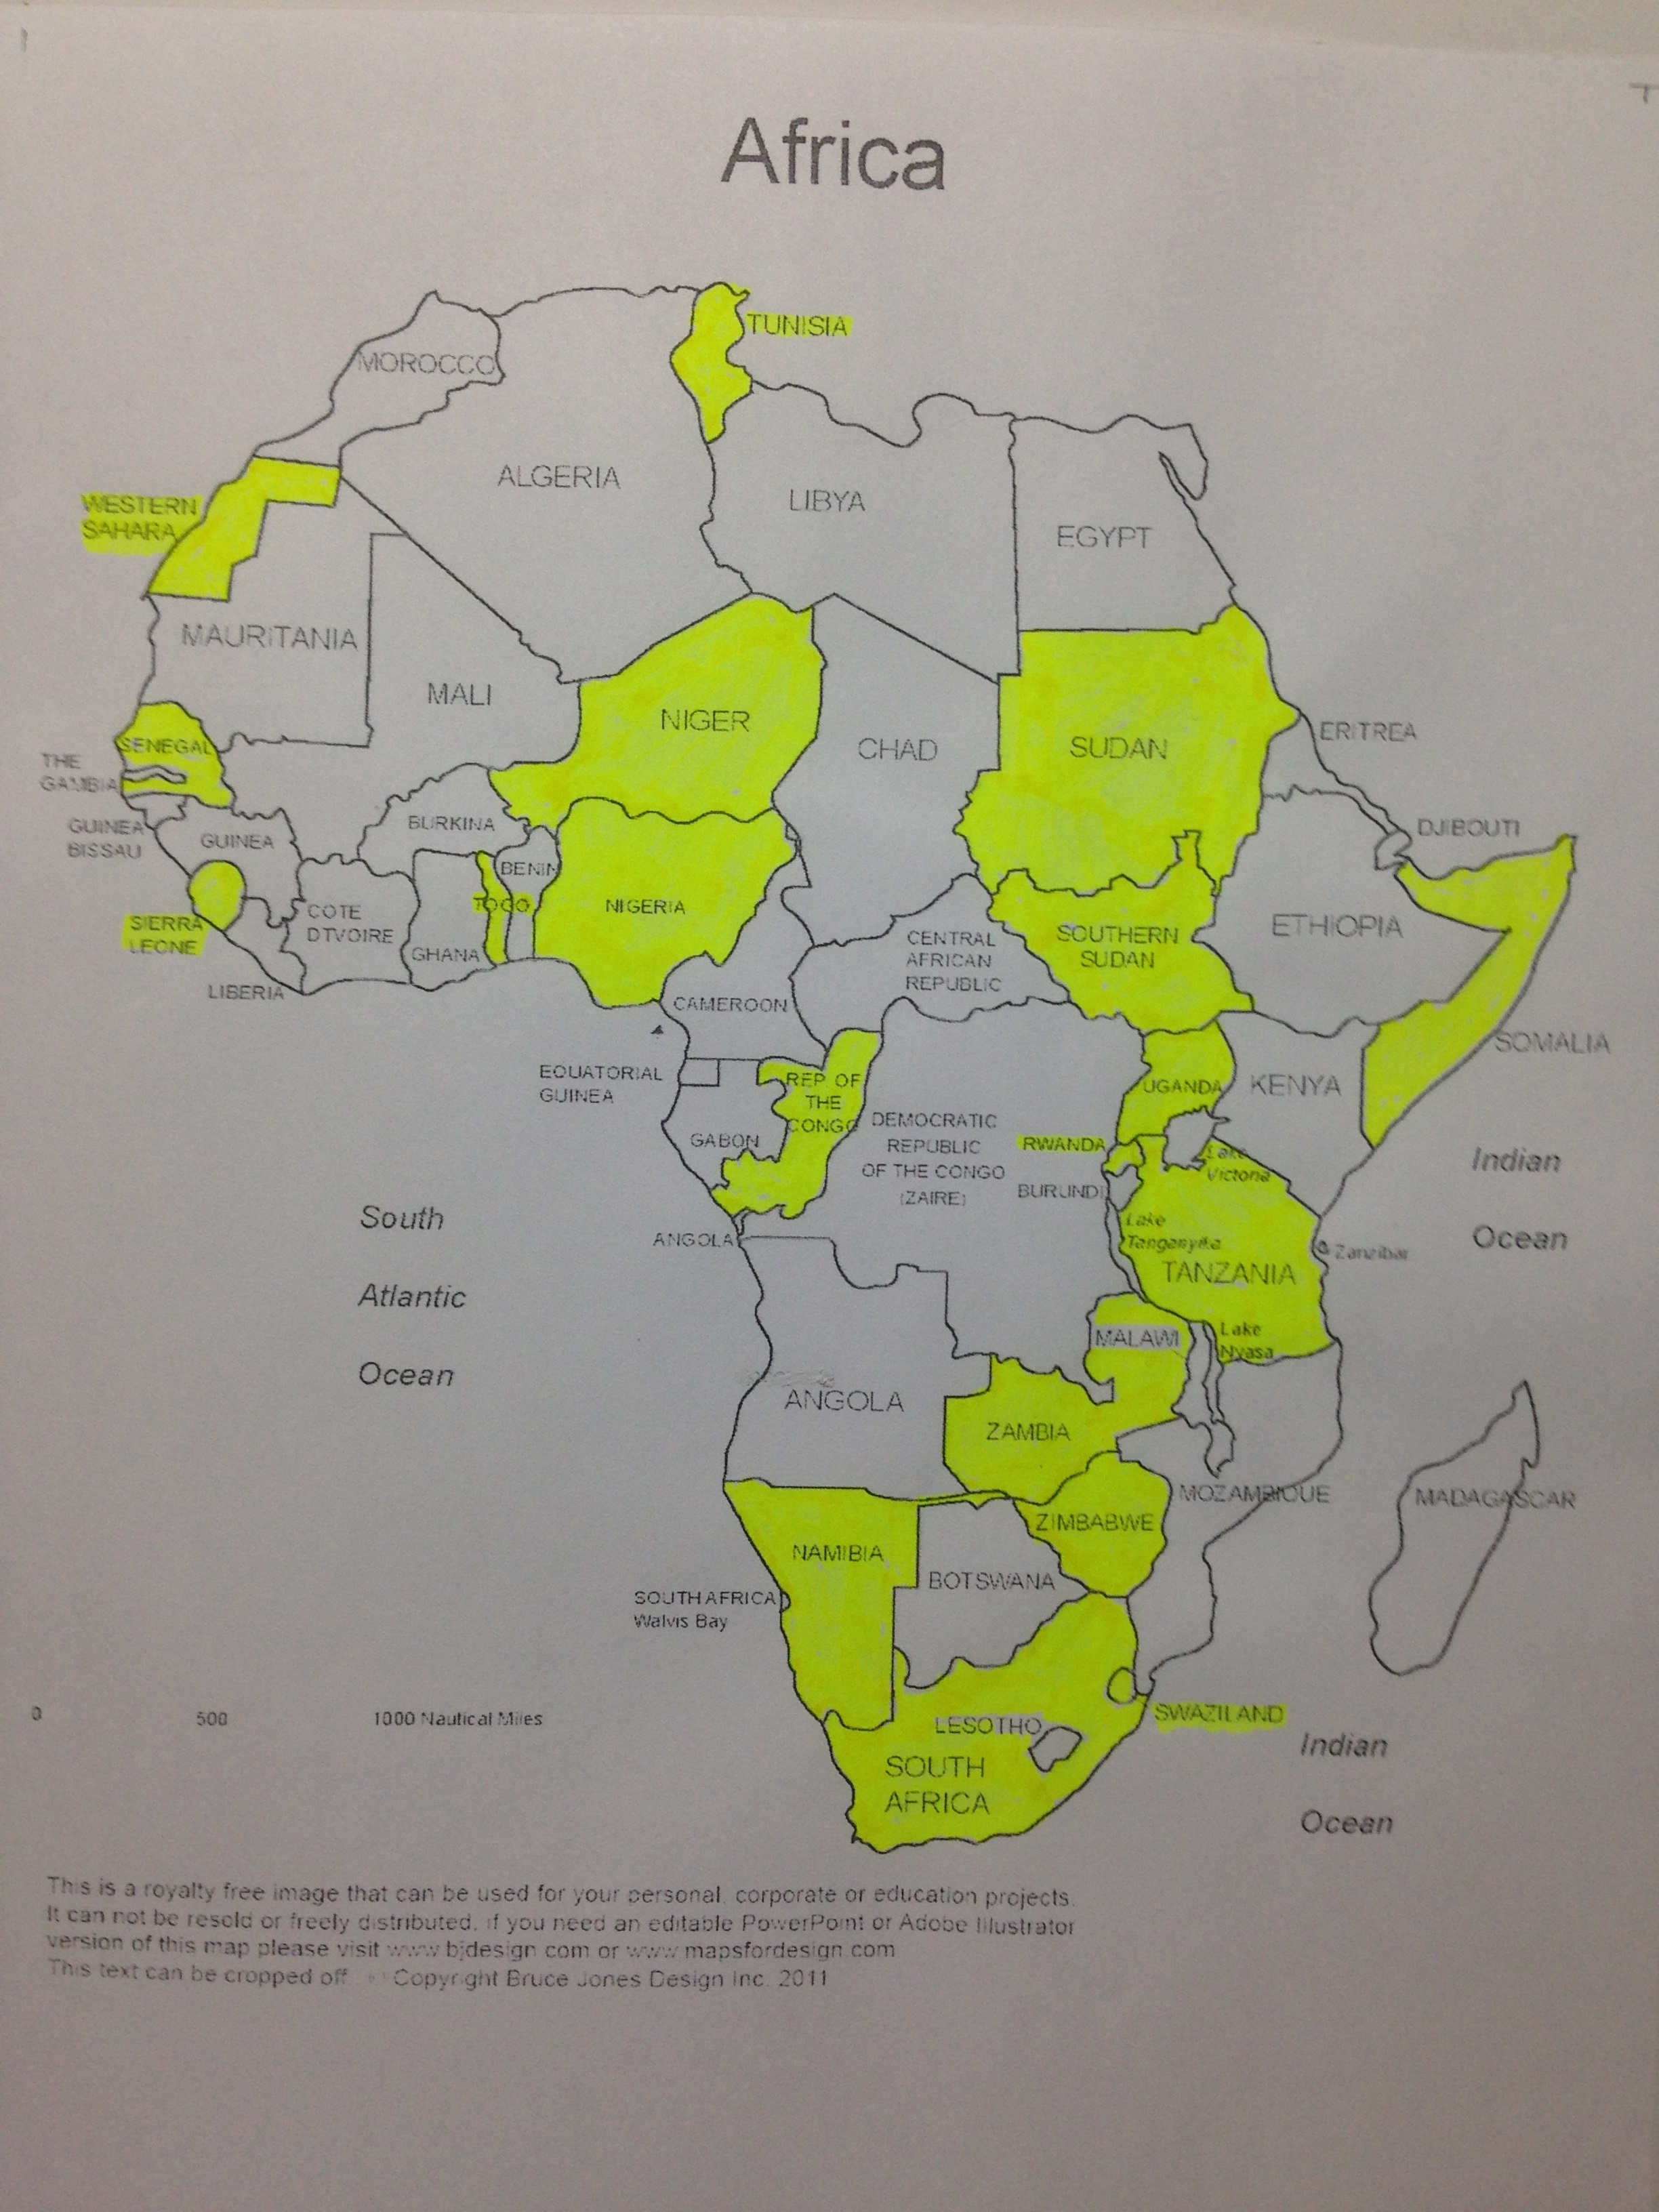 Africa
TUNISIA
MOROCCO
ALGERIA
LIBYA
EGYPT
WESTERN
SAHARA
MAURITANIA
MALI
NIGER
CHAD
SUDAN
ERITREA
SENEGAL
THE
GAMBIA
GUINEA
BISSAU
GUINEA
BURKINA
BENIN
DJIBOUTI
TOGO
NIGERIA
SIERRA
LEONE
COTE
DTVOIRE
GHANA
LIBERIA
CENTRAL
AFRICAN
REPUBLIC
SOUTHERN
SUDAN
ETHIOPIA
CAMEROON
SOMALIA
EQUATORIAL
GUINEA
REP OF
THE
CONGO
GABON
DEMOCRATIC
REPUBLIC
OF THE CONGO
(ZAIRE)
UGANDA
KENYA
RWANDA
BURUNDI
Lake
Victoria
Indian
Ocean
Lake
Tanganyika
TANZANIA
Zanzibar
South
Atlantic
Ocean
ANGOLA
MALAWI
Lake
Nyasa
ANGOLA
ZAMBIA
MOZAMBIQUE
MADAGASCAR
ZIMBABWE
NAMIBIA
BOTSWANA
SOUTH AFRICA
Walvis Bay
SWAZILAND
LESOTHO
SOUTH
AFRICA
Indian
Ocean
0 500 1000 Nautical Miles
This is a royalty free image that can be used for your personal, corporate or education projects.
It can not be resold or freely distributed, if you need an editable PowerPoint or Adobe Illustrator
version of this map please visit www.bjdesign.com or www.mapsfordesign.com
This text can be cropped off. © Copyright Bruce Jones Design Inc. 2011